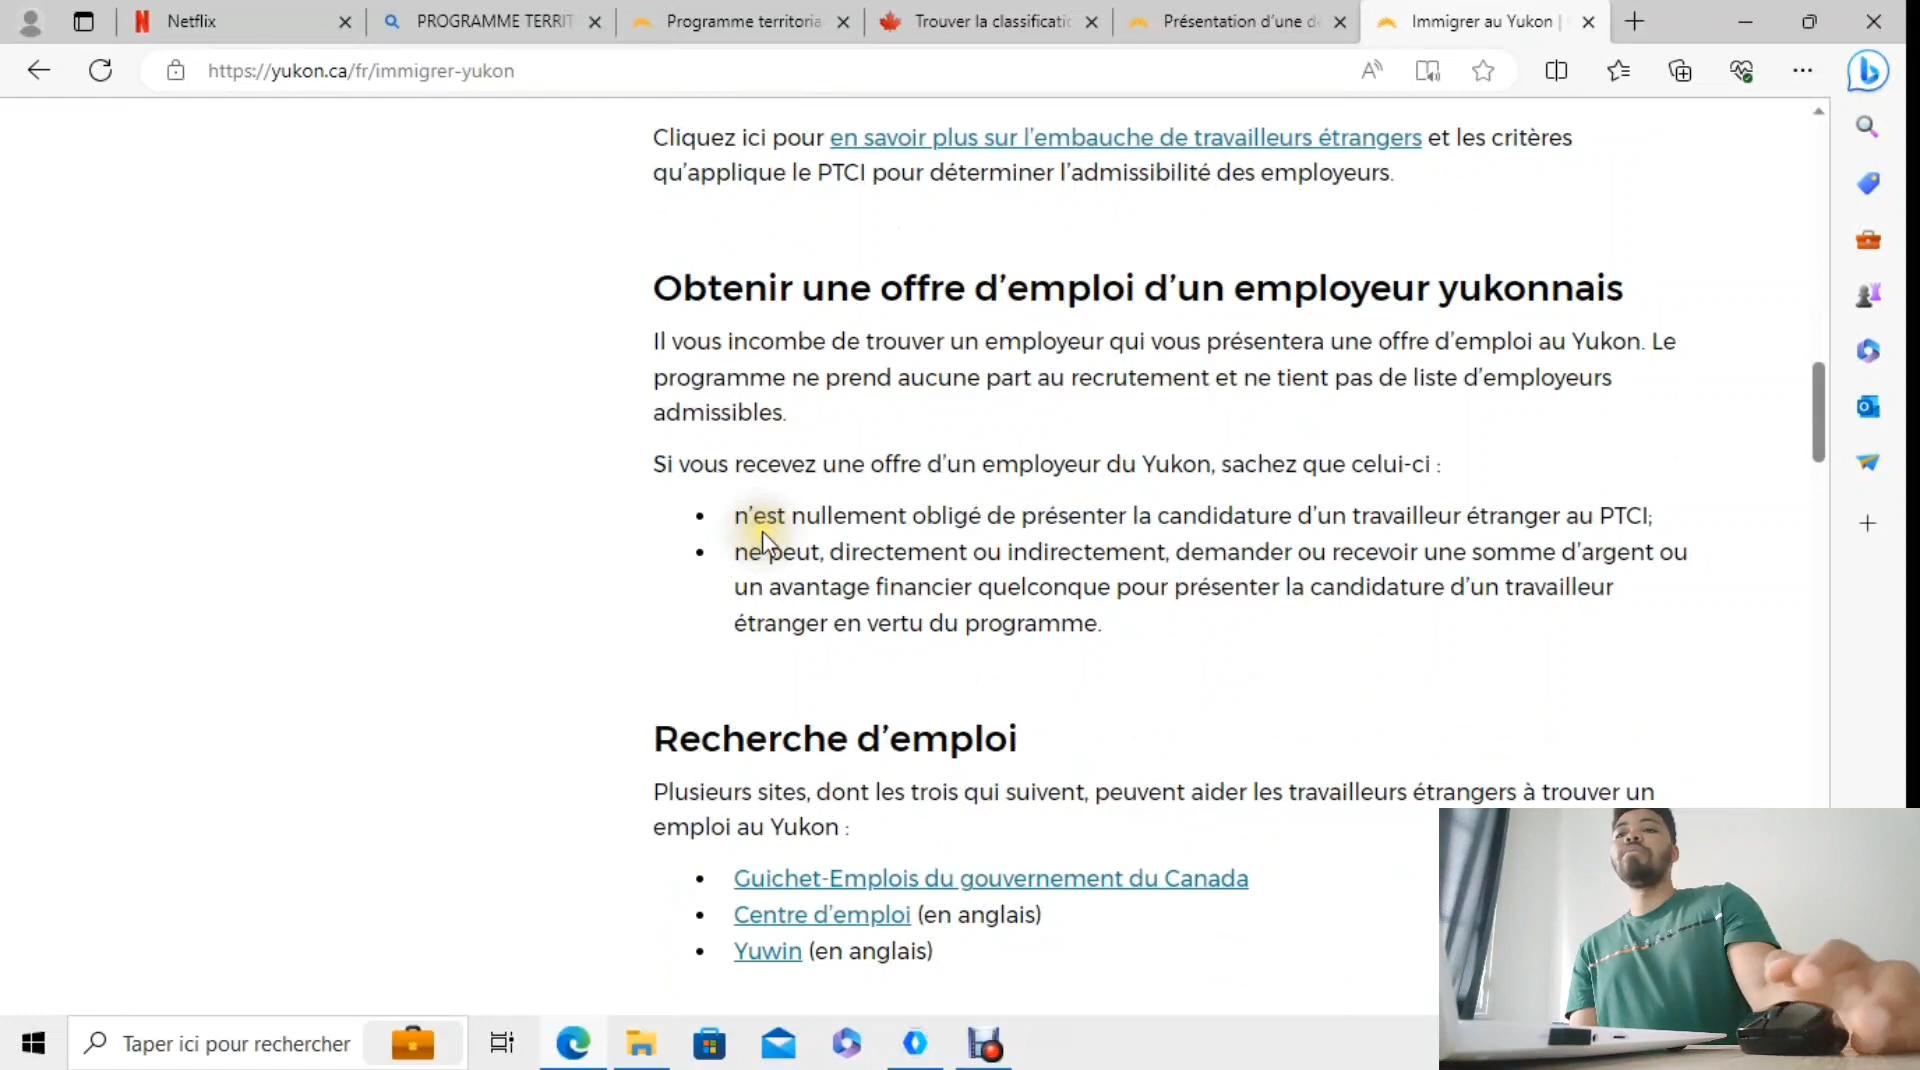 Netflix
PROGRAMME TERRIT
Programme territoria
Trouver la classificatio
Présentation d'une de
Immigrer au Yukon |
https://yukon.ca/fr/immigrer-yukon
Cliquez ici pour en savoir plus sur l'embauche de travailleurs étrangers et les critères
qu'applique le PTCI pour déterminer l'admissibilité des employeurs.
Obtenir une offre d'emploi d'un employeur yukonnais
Il vous incombe de trouver un employeur qui vous présentera une offre d'emploi au Yukon. Le
programme ne prend aucune part au recrutement et ne tient pas de liste d'employeurs
admissibles.
Si vous recevez une offre d'un employeur du Yukon, sachez que celui-ci :
• n'est nullement obligé de présenter la candidature d'un travailleur étranger au PTCI;
• ne peut, directement ou indirectement, demander ou recevoir une somme d'argent ou
un avantage financier quelconque pour présenter la candidature d'un travailleur
étranger en vertu du programme.
Recherche d'emploi
Plusieurs sites, dont les trois qui suivent, peuvent aider les travailleurs étrangers à trouver un
emploi au Yukon :
• Guichet-Emplois du gouvernement du Canada
• Centre d'emploi (en anglais)
• Yuwin (en anglais)
Taper ici pour rechercher